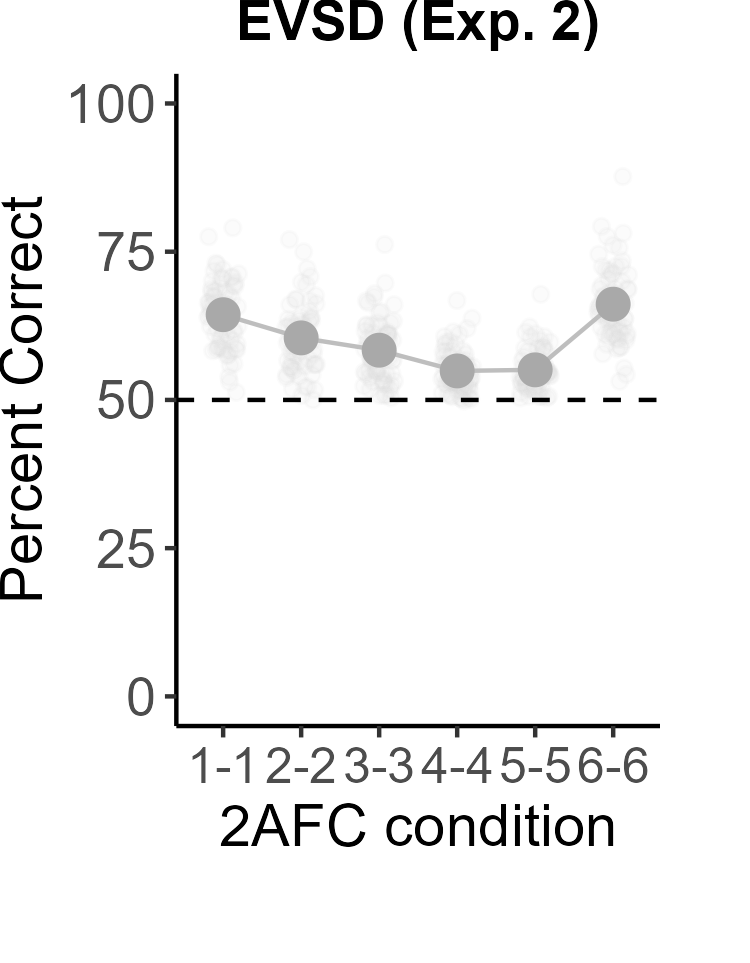 EVSD (Exp. 2)
Percent Correct
100
75
50
25
0
1-1 2-2 3-3 4-4 5-5 6-6
2AFC condition